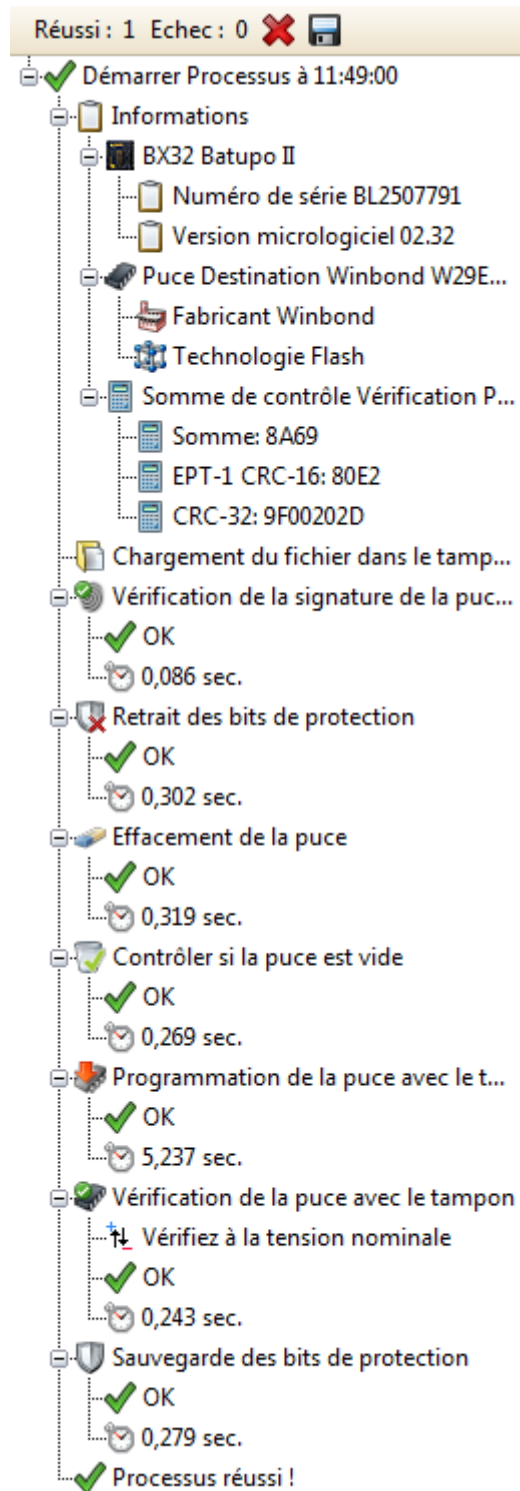 Réussi : 1 Echec : 0
Démarrer Processus à 11:49:00
Informations
BX32 Batupo II
Numéro de série BL2507791
Version micrologiciel 02.32
Puce Destination Winbond W29E...
Fabricant Winbond
Technologie Flash
Somme de contrôle Vérification P...
Somme: 8A69
EPT-1 CRC-16: 80E2
CRC-32: 9F00202D
Chargement du fichier dans le tamp...
Vérification de la signature de la puc...
OK
0,086 sec.
Retrait des bits de protection
OK
0,302 sec.
Effacement de la puce
OK
0,319 sec.
Contrôler si la puce est vide
OK
0,269 sec.
Programmation de la puce avec le t...
OK
5,237 sec.
Vérification de la puce avec le tampon
Vérifiez à la tension nominale
OK
0,243 sec.
Sauvegarde des bits de protection
OK
0,279 sec.
Processus réussi !